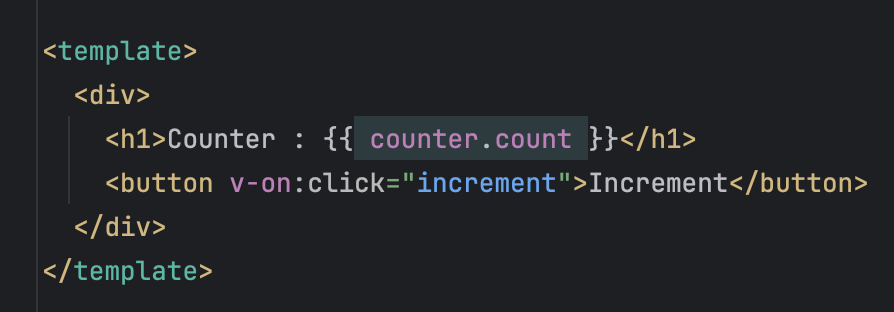 <template>
<div>
<h1>Counter : {{ counter.count }}</h1>
<button v-on:click="increment">Increment</button>
</div>
</template>